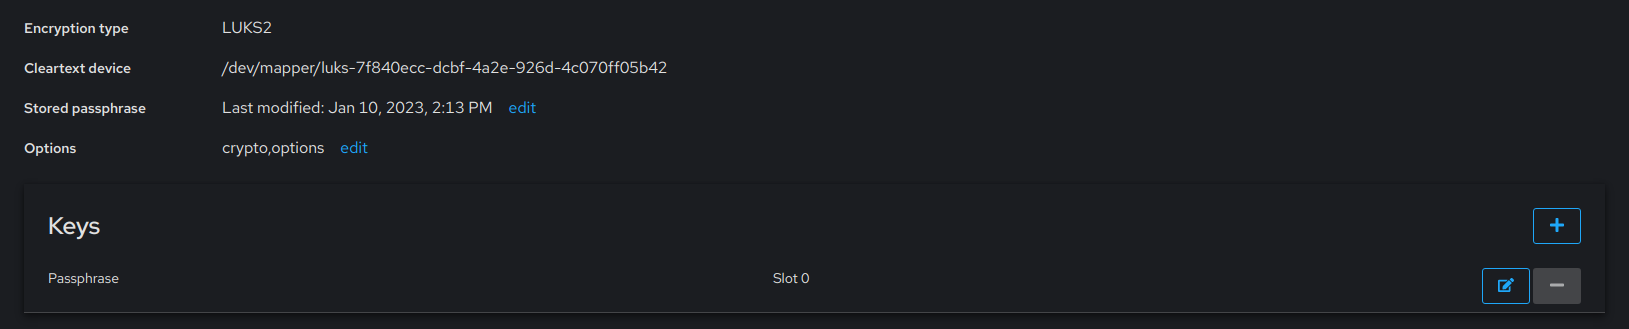 Encryption type LUKS2
Cleartext device /dev/mapper/luks-7f840ecc-dcbf-4a2e-926d-4c070ff05b42
Stored passphrase Last modified: Jan 10, 2023, 2:13 PM edit
Options crypto,options edit
Keys
Passphrase Slot 0